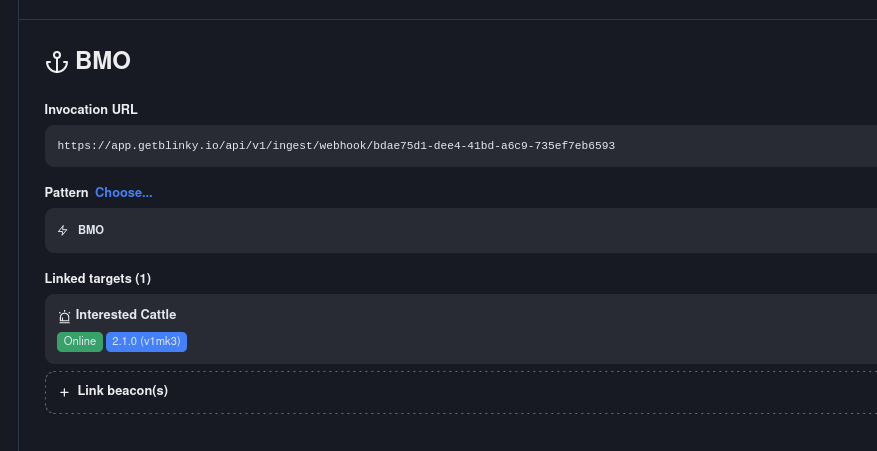 BMO
Invocation URL
https://app.getblinky.io/api/v1/ingest/webhook/bdae75d1-dee4-41bd-a6c9-735ef7eb6593
Pattern Choose...
BMO
Linked targets (1)
Interested Cattle
Online 2.1.0 (v1mk3)
Link beacon(s)